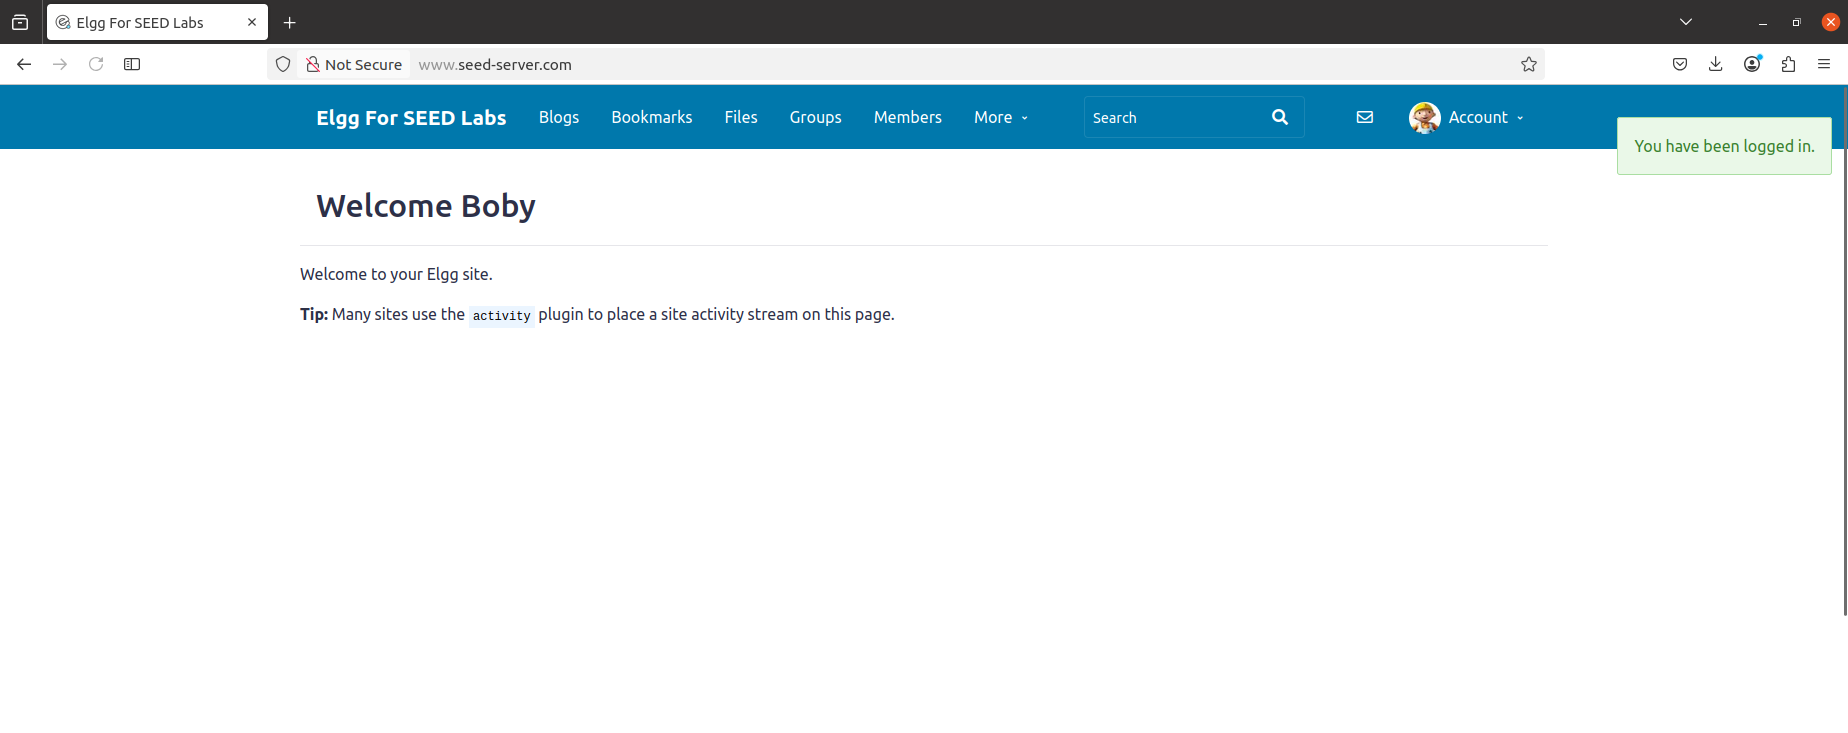 Elgg For SEED Labs
Not Secure www.seed-server.com
Elgg For SEED Labs Blogs Bookmarks Files Groups Members More Search Account
You have been logged in.
Welcome Boby
Welcome to your Elgg site.
Tip: Many sites use the activity plugin to place a site activity stream on this page.